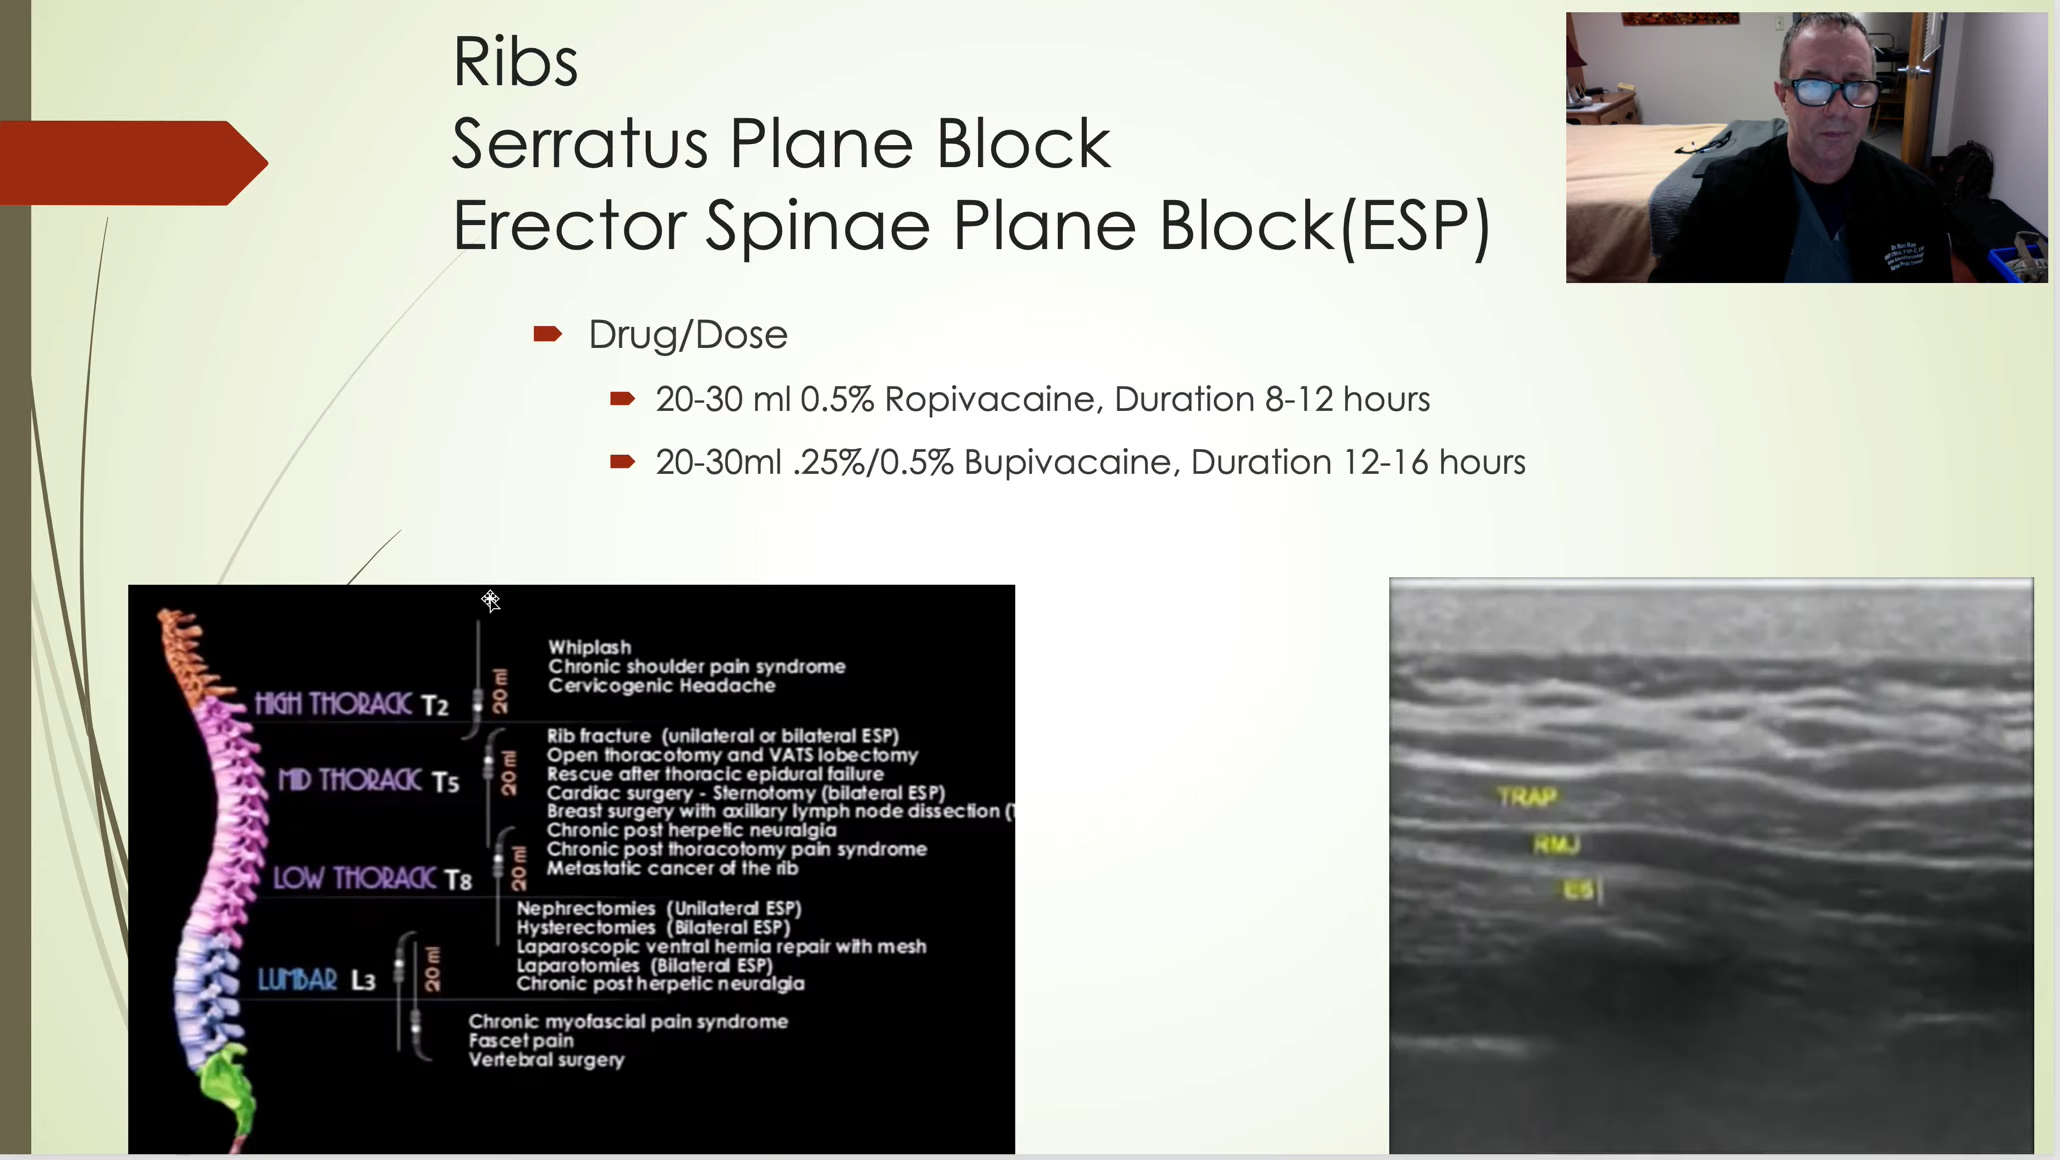 Ribs
Serratus Plane Block
Erector Spinae Plane Block(ESP)
Drug/Dose
20-30 ml 0.5% Ropivacaine, Duration 8-12 hours
20-30ml .25%/0.5% Bupivacaine, Duration 12-16 hours
HIGH THORACIC T2
20 ml
Whiplash
Chronic shoulder pain syndrome
Cervicogenic Headache
MID THORACIC T5
20 ml
Rib fracture (unilateral or bilateral ESP)
Open thoracotomy and VATS lobectomy
Rescue after thoracic epidural failure
Cardiac surgery - Sternotomy (bilateral ESP)
Breast surgery with axillary lymph node dissection (T
Chronic post herpetic neuralgia
Chronic post thoracotomy pain syndrome
Metastatic cancer of the rib
LOW THORACIC T8
20 ml
Nephrectomies (Unilateral ESP)
Hysterectomies (Bilateral ESP)
Laparoscopic ventral hernia repair with mesh
Laparotomies (Bilateral ESP)
Chronic post herpetic neuralgia
LUMBAR L3
20 ml
Chronic myofascial pain syndrome
Fascet pain
Vertebral surgery
TRAP
RMJ
ES